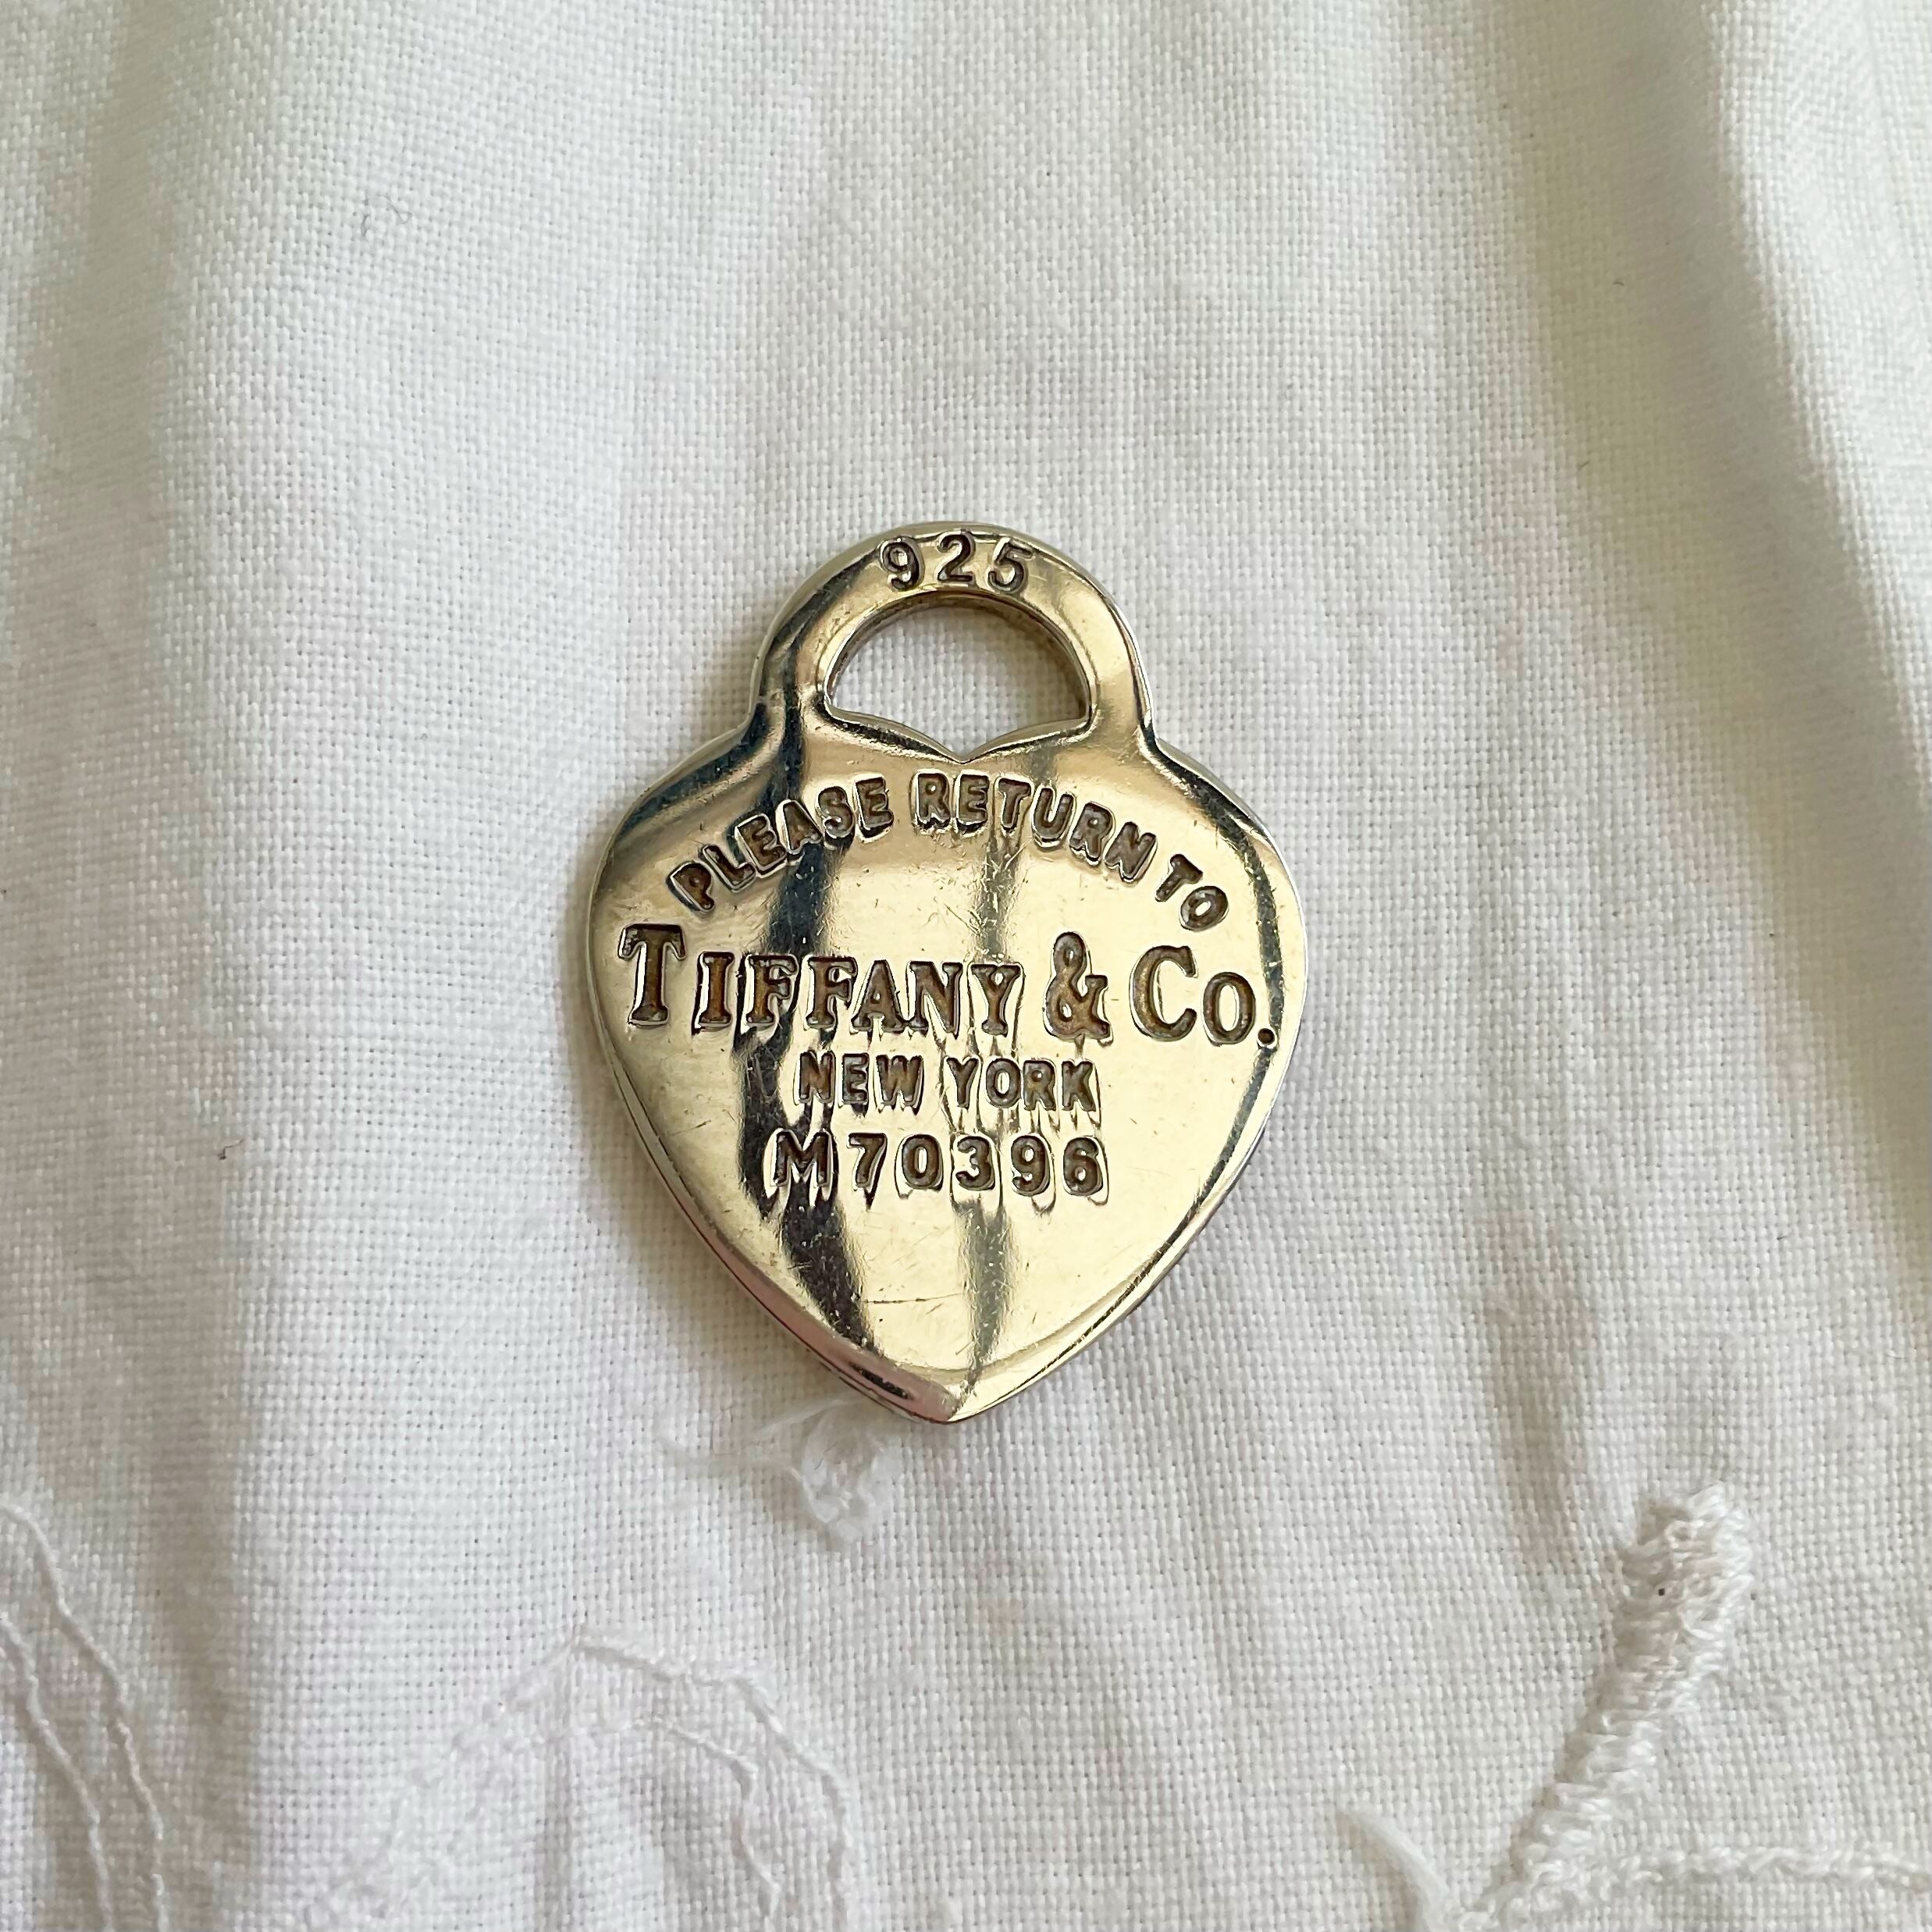 925
PLEASE RETURN TO
TIFFANY & CO.
NEW YORK
M70396